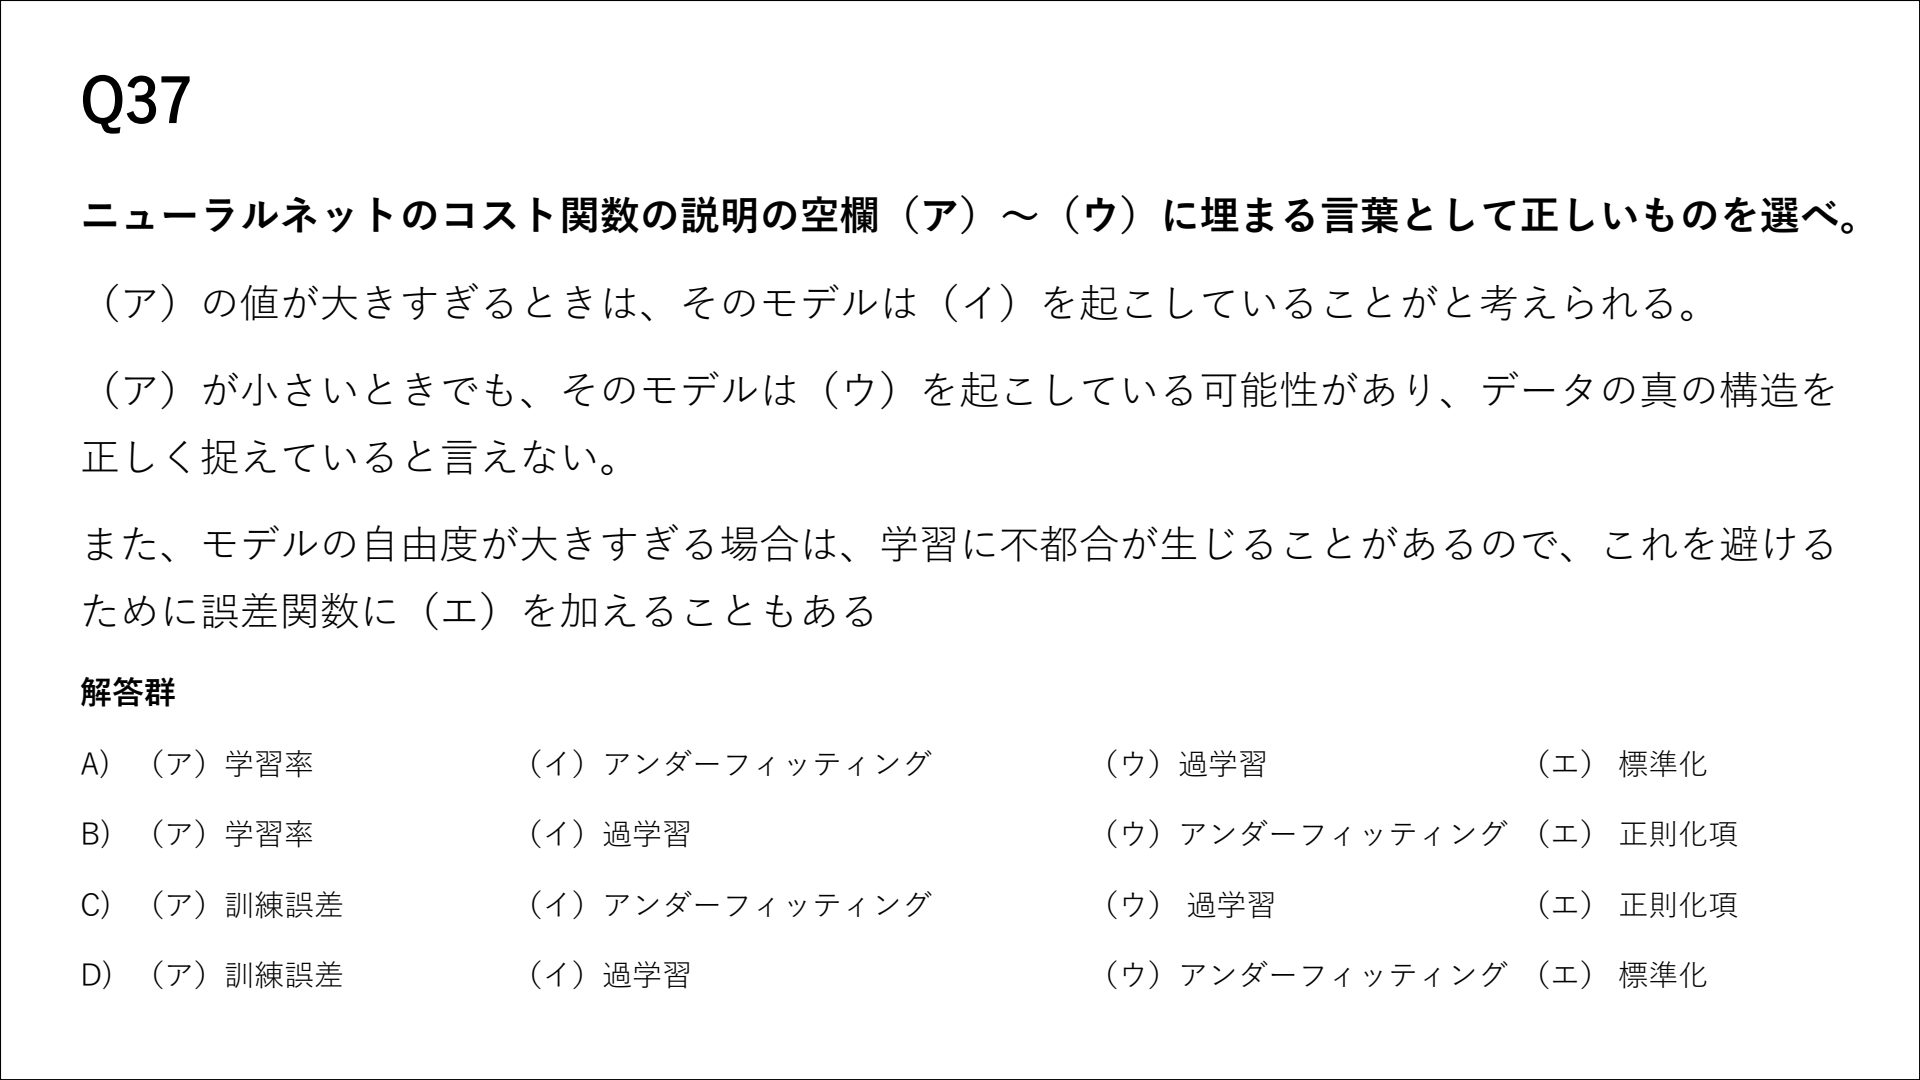 Q37
ニューラルネットのコスト関数の説明の空欄（ア）～（ウ）に埋まる言葉として正しいものを選べ。
（ア）の値が大きすぎるときは、そのモデルは（イ）を起こしていることがと考えられる。
（ア）が小さいときでも、そのモデルは（ウ）を起こしている可能性があり、データの真の構造を
正しく捉えていると言えない。
また、モデルの自由度が大きすぎる場合は、学習に不都合が生じることがあるので、これを避ける
ために誤差関数に（エ）を加えることもある
解答群
A) （ア）学習率 （イ）アンダーフィッティング （ウ）過学習 （エ） 標準化
B) （ア）学習率 （イ）過学習 （ウ）アンダーフィッティング （エ） 正則化項
C) （ア）訓練誤差 （イ）アンダーフィッティング （ウ） 過学習 （エ） 正則化項
D) （ア）訓練誤差 （イ）過学習 （ウ）アンダーフィッティング （エ） 標準化